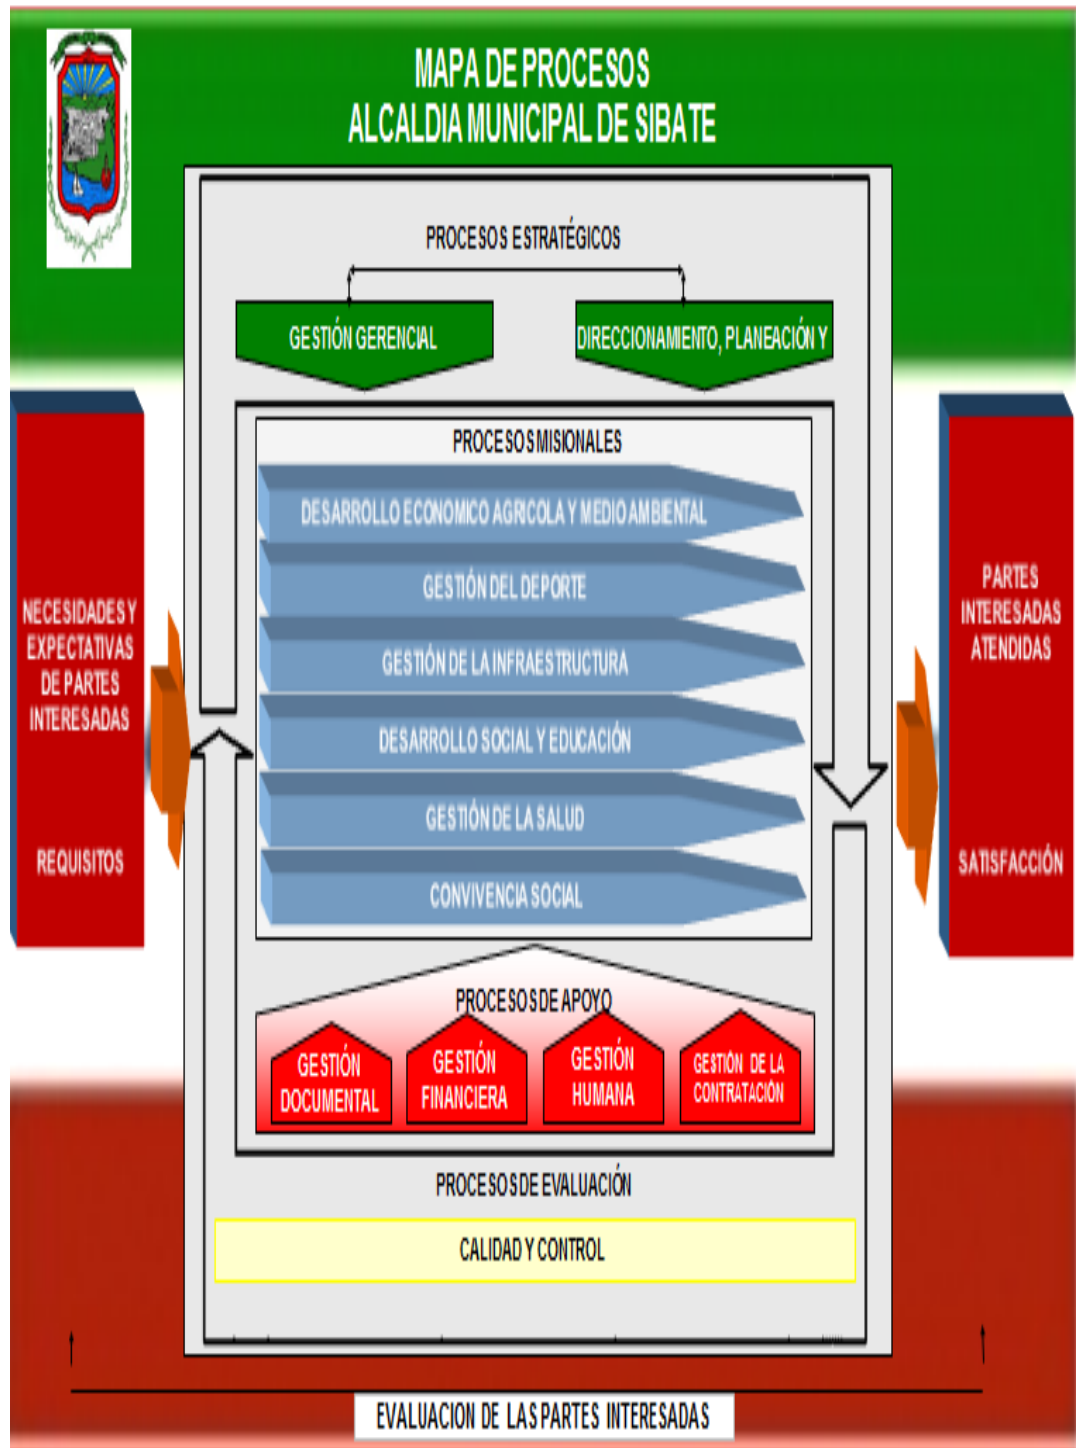 MAPA DE PROCESOS
ALCALDIA MUNICIPAL DE SIBATE
PROCESOS ESTRATÉGICOS
GESTIÓN GERENCIAL
DIRECCIONAMIENTO, PLANEACIÓN Y
PROCESOS MISIONALES
DESARROLLO ECONOMICO AGRICOLA Y MEDIO AMBIENTAL
GESTIÓN DEL DEPORTE
GESTIÓN DE LA INFRAESTRUCTURA
DESARROLLO SOCIAL Y EDUCACIÓN
GESTIÓN DE LA SALUD
CONVIVENCIA SOCIAL
NECESIDADES Y
EXPECTATIVAS
DE PARTES
INTERESADAS
REQUISITOS
PARTES
INTERESADAS
ATENDIDAS
SATISFACCIÓN
PROCESOS DE APOYO
GESTIÓN
DOCUMENTAL
GESTIÓN
FINANCIERA
GESTIÓN
HUMANA
GESTIÓN DE LA
CONTRATACIÓN
PROCESOS DE EVALUACIÓN
CALIDAD Y CONTROL
EVALUACION DE LAS PARTES INTERESADAS